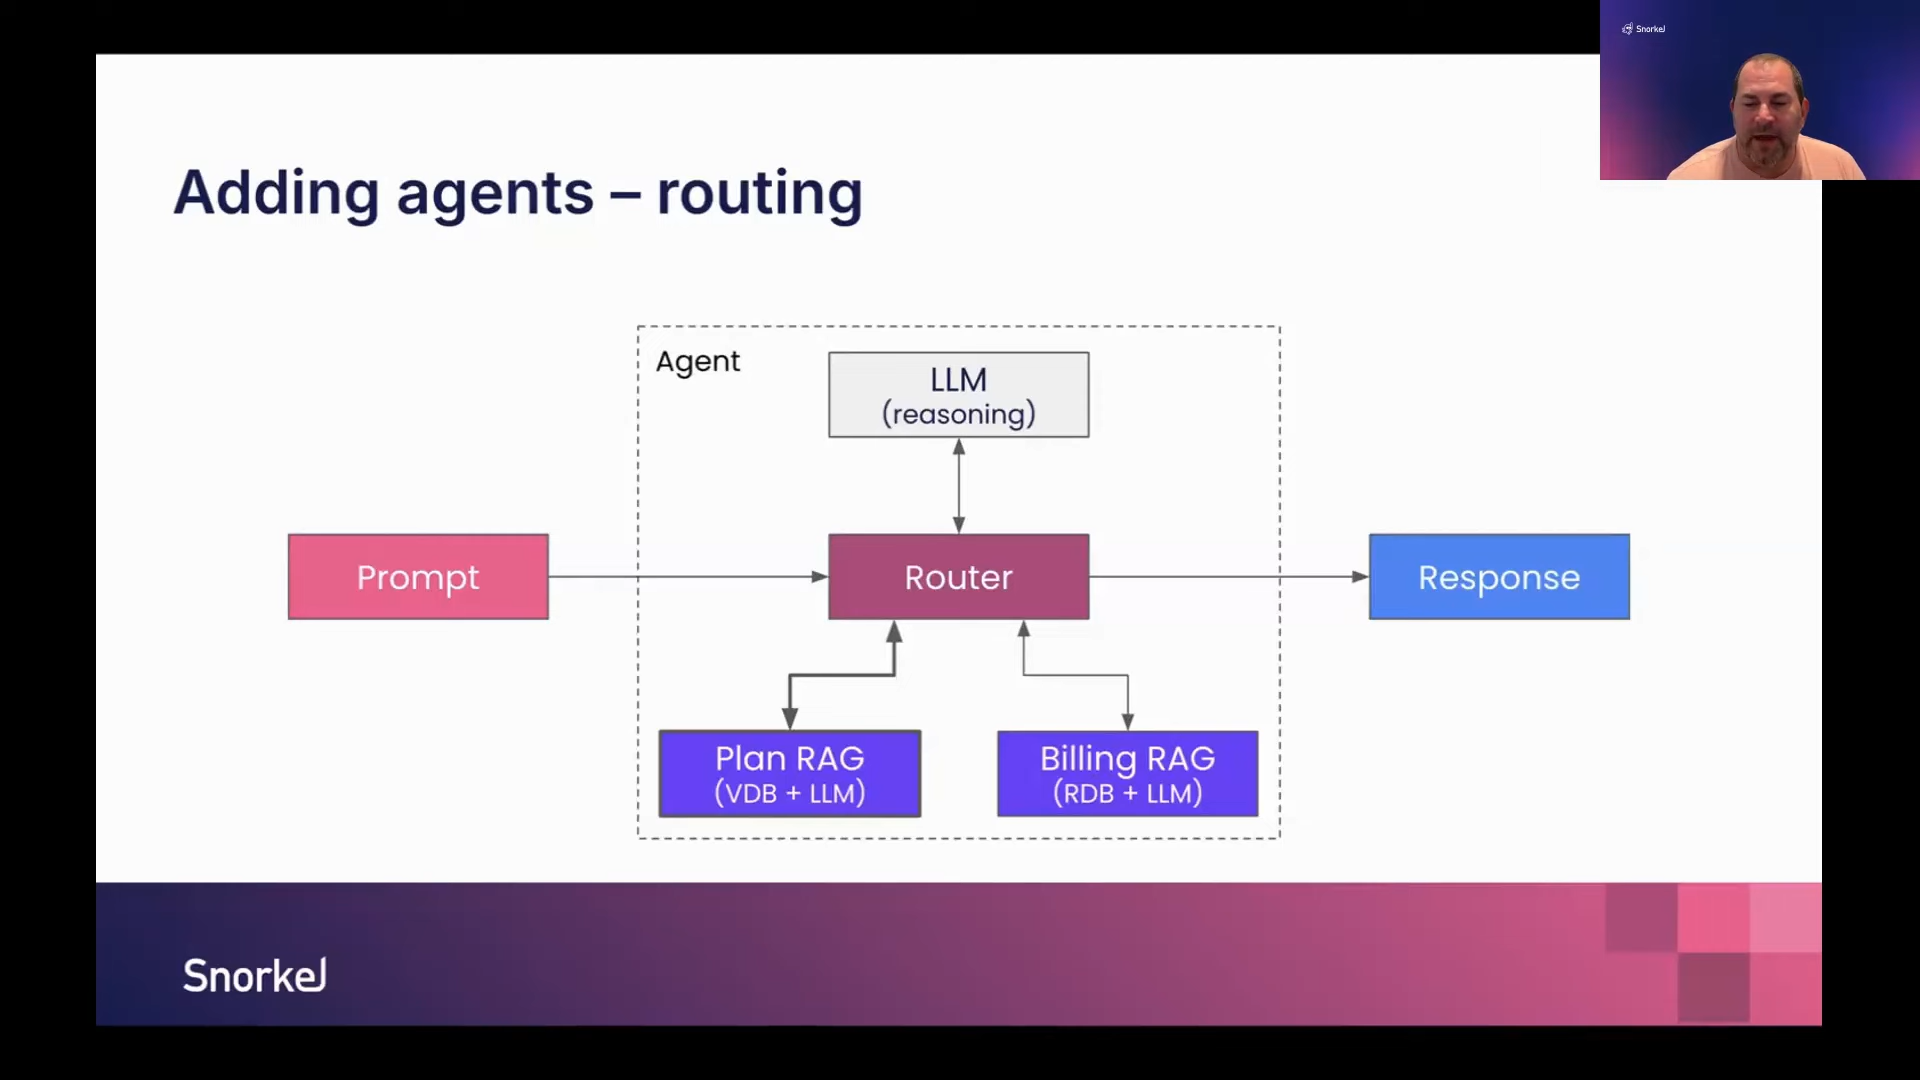 Snorkel
Adding agents – routing
Agent
LLM
(reasoning)
Prompt
Router
Response
Plan RAG
(VDB + LLM)
Billing RAG
(RDB + LLM)
Snorkel